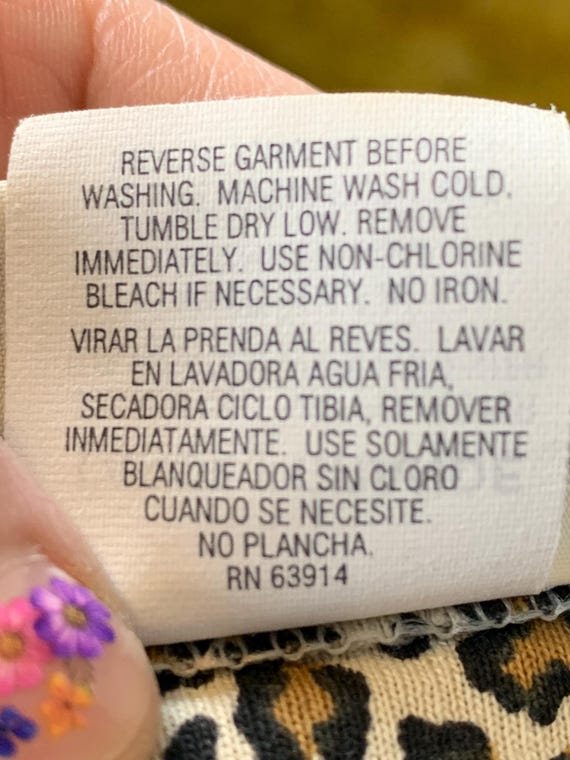 REVERSE GARMENT BEFORE
WASHING. MACHINE WASH COLD.
TUMBLE DRY LOW. REMOVE
IMMEDIATELY. USE NON-CHLORINE
BLEACH IF NECESSARY. NO IRON.
VIRAR LA PRENDA AL REVES. LAVAR
EN LAVADORA AGUA FRIA,
SECADORA CICLO TIBIA, REMOVER
INMEDIATAMENTE. USE SOLAMENTE
BLANQUEADOR SIN CLORO
CUANDO SE NECESITE.
NO PLANCHA.
RN 63914